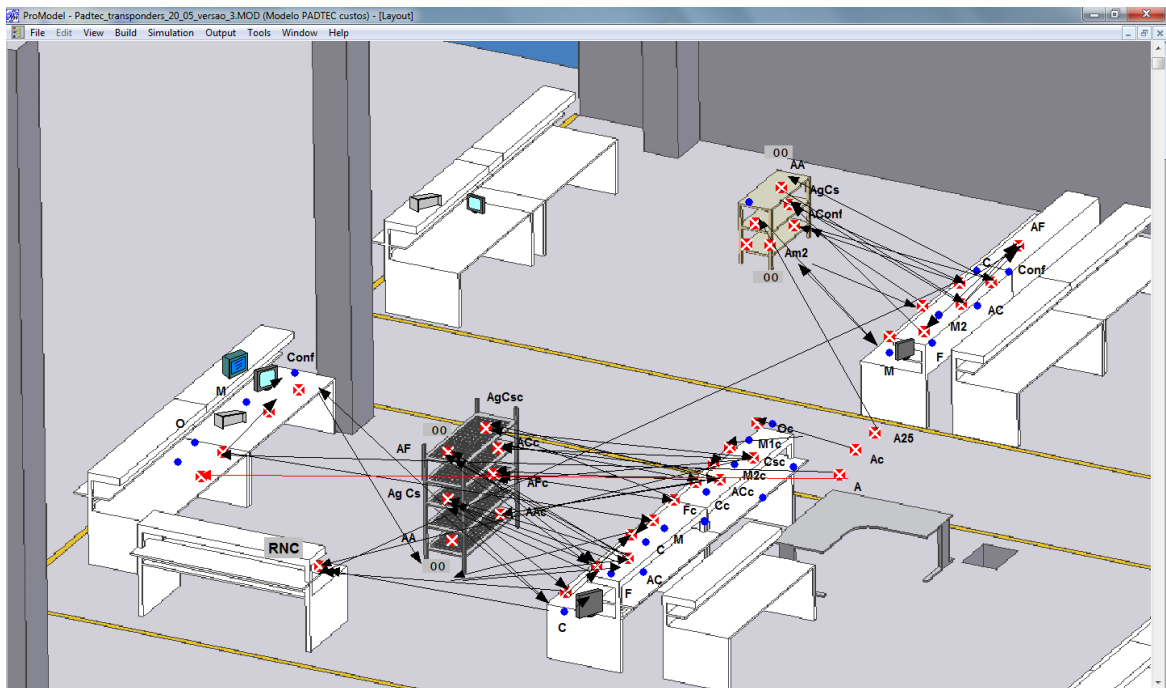 ProModel - Padtec_transponders_20_05_versao_3.MOD (Modelo PADTEC custos) - [Layout]
File Edit View Build Simulation Output Tools Window Help
00
AA
AgCs
AConf
Am2
00
AF
C
Conf
AC
M2
F
M
Conf
M
O
AgCsc
00
AF
ACc
Ag Cs
AFc
AA
AAc
00
RNC
Oc
M1c
Csc
M2c
ACc
Cc
Fc
M
C
AC
F
C
A25
Ac
A